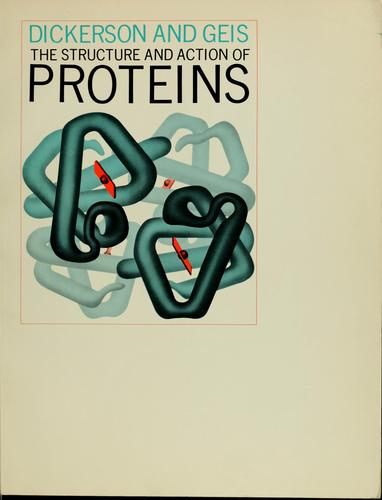 DICKERSON AND GEIS
THE STRUCTURE AND ACTION OF
PROTEINS